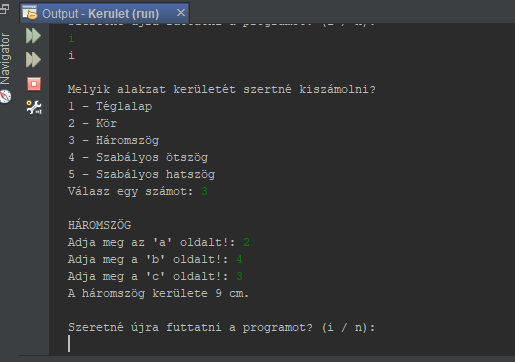 Output - Kerulet (run)
Navigator
Szeretné újra futtatni a programot? (i / n):
i
i
Melyik alakzat kerületét szertné kiszámolni?
1 - Téglalap
2 - Kör
3 - Háromszög
4 - Szabályos ötszög
5 - Szabályos hatszög
Válasz egy számot: 3
HÁROMSZÖG
Adja meg az 'a' oldalt!: 2
Adja meg a 'b' oldalt!: 4
Adja meg a 'c' oldalt!: 3
A háromszög kerülete 9 cm.
Szeretné újra futtatni a programot? (i / n):